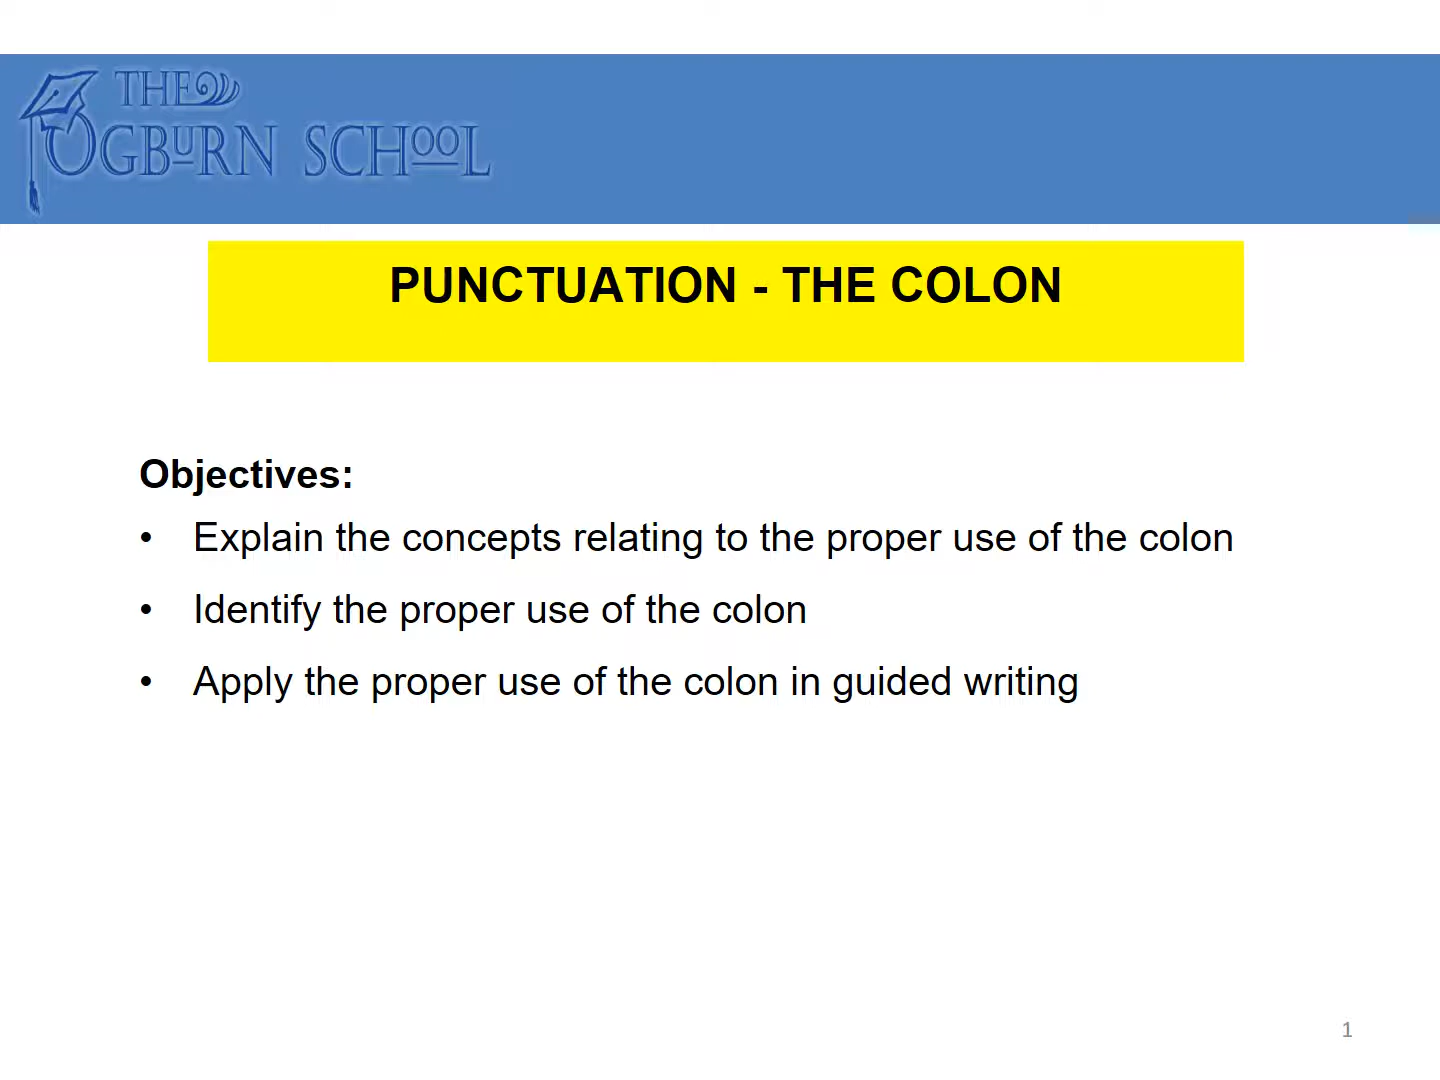 THE
OGBURN SCHOOL
PUNCTUATION - THE COLON
Objectives:
• Explain the concepts relating to the proper use of the colon
• Identify the proper use of the colon
• Apply the proper use of the colon in guided writing
1